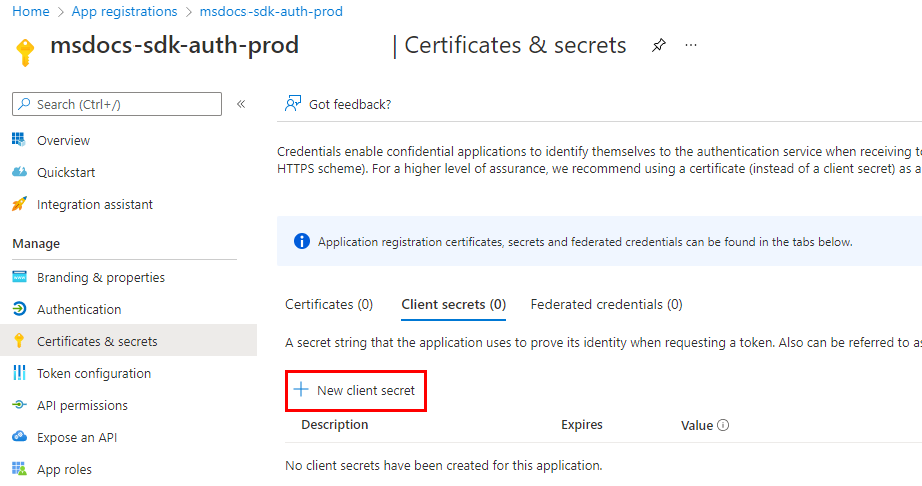 Home > App registrations > msdocs-sdk-auth-prod
msdocs-sdk-auth-prod | Certificates & secrets
Search (Ctrl+/)
«
Got feedback?
Overview
Quickstart
Integration assistant
Manage
Branding & properties
Authentication
Certificates & secrets
Token configuration
API permissions
Expose an API
App roles
Credentials enable confidential applications to identify themselves to the authentication service when receiving to
HTTPS scheme). For a higher level of assurance, we recommend using a certificate (instead of a client secret) as a
Application registration certificates, secrets and federated credentials can be found in the tabs below.
Certificates (0) Client secrets (0) Federated credentials (0)
A secret string that the application uses to prove its identity when requesting a token. Also can be referred to as
New client secret
Description Expires Value
No client secrets have been created for this application.